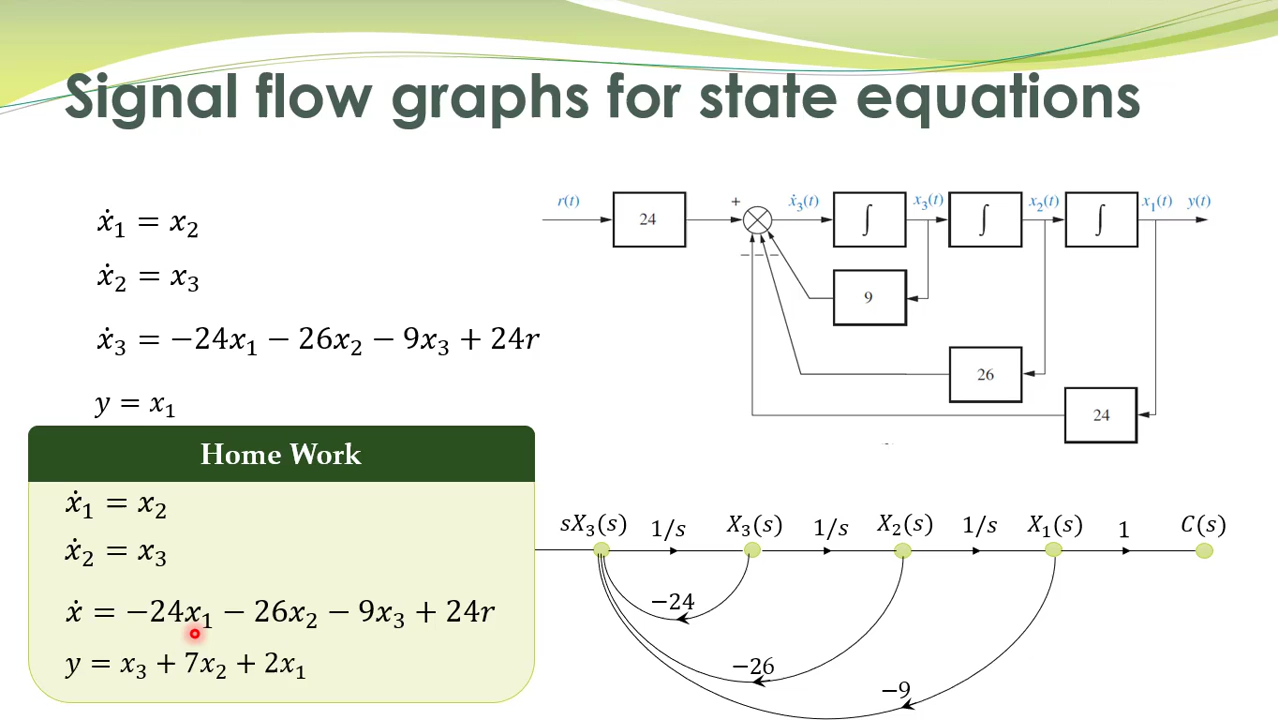 Signal flow graphs for state equations
ẋ₁ = x₂
ẋ₂ = x₃
ẋ₃ = −24x₁ − 26x₂ − 9x₃ + 24r
y = x₁
r(t)
24
+
ẋ₃(t)
∫
x₃(t)
∫
x₂(t)
∫
x₁(t)
y(t)
− − −
9
26
24
Home Work
ẋ₁ = x₂
ẋ₂ = x₃
ẋ = −24x₁ − 26x₂ − 9x₃ + 24r
y = x₃ + 7x₂ + 2x₁
sX₃(s) 1/s X₃(s) 1/s X₂(s) 1/s X₁(s) 1 C(s)
−24
−26
−9